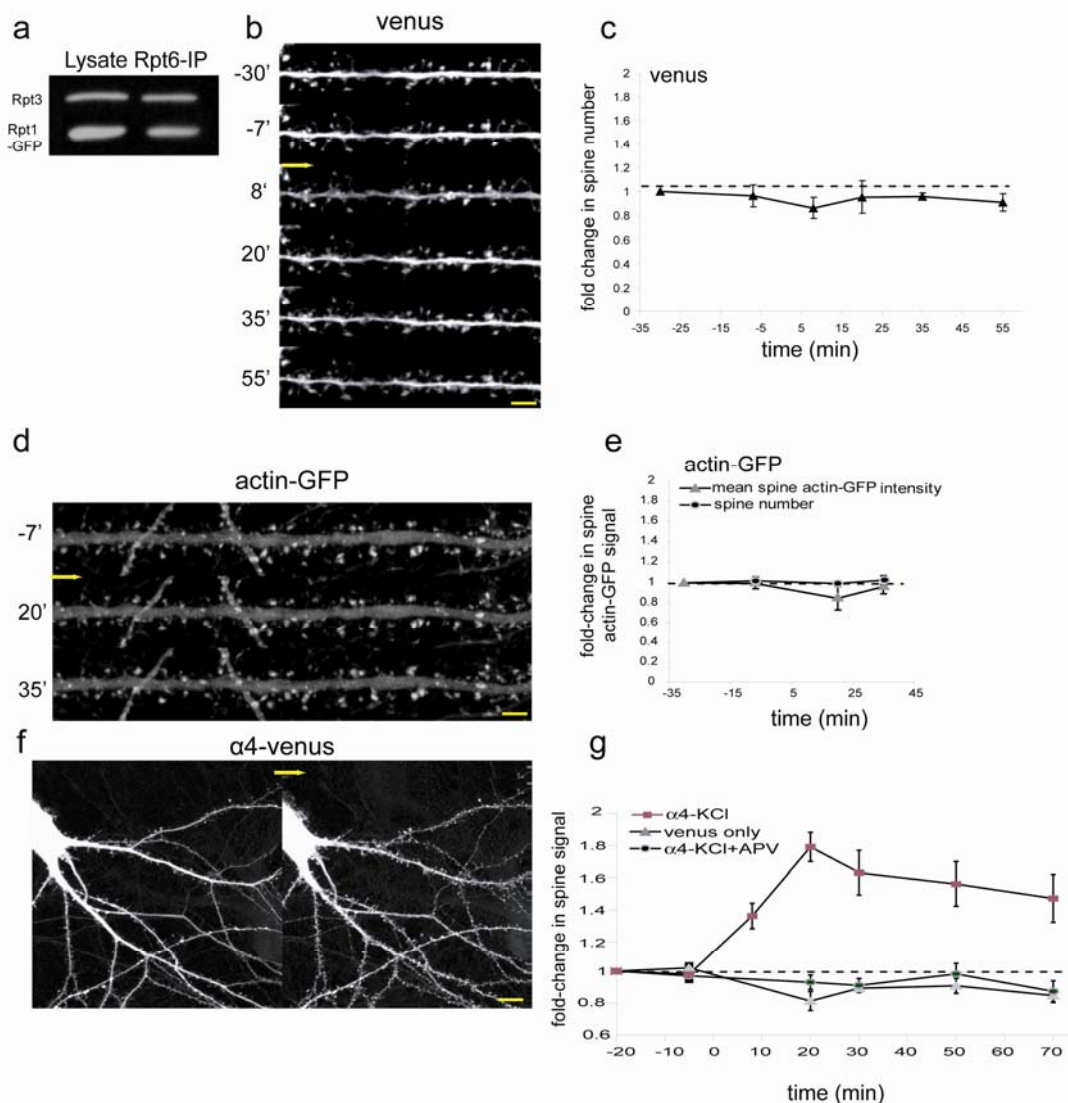 a
Lysate Rpt6-IP
Rpt3
Rpt1
-GFP
b
venus
-30'
-7'
8'
20'
35'
55'
c
venus
fold change in spine number
2
1.8
1.6
1.4
1.2
1
0.8
0.6
0.4
0.2
0
-35 -25 -15 -5 5 15 25 35 45 55
time (min)
d
actin-GFP
-7'
20'
35'
e
actin-GFP
mean spine actin-GFP intensity
spine number
fold-change in spine
actin-GFP signal
2
1.8
1.6
1.4
1.2
1
0.8
0.6
0.4
0.2
0
-35 -15 5 25 45
time (min)
f
α4-venus
g
α4-KCl
venus only
α4-KCl+APV
fold-change in spine signal
2
1.8
1.4
1.2
1
0.8
0.6
-20 -10 0 10 20 30 40 50 60 70
time (min)